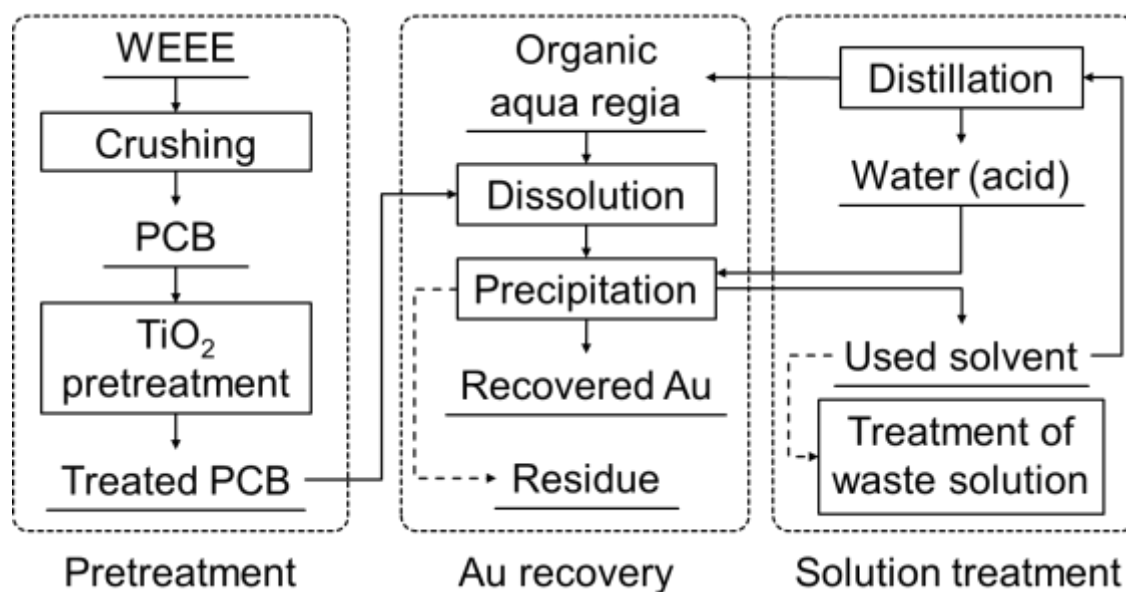 WEEE
Crushing
PCB
TiO₂
pretreatment
Treated PCB
Pretreatment
Organic
aqua regia
Dissolution
Precipitation
Recovered Au
Residue
Au recovery
Distillation
Water (acid)
Used solvent
Treatment of
waste solution
Solution treatment